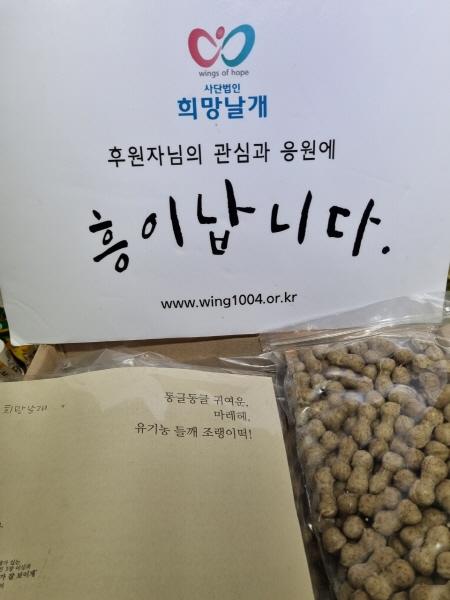 wings of hope
사단법인
희망날개
후원자님의 관심과 응원에
흥이납니다.
www.wing1004.or.kr
동글동글 귀여운,
마레헤,
유기농 들깨 조랭이떡!
희망날개